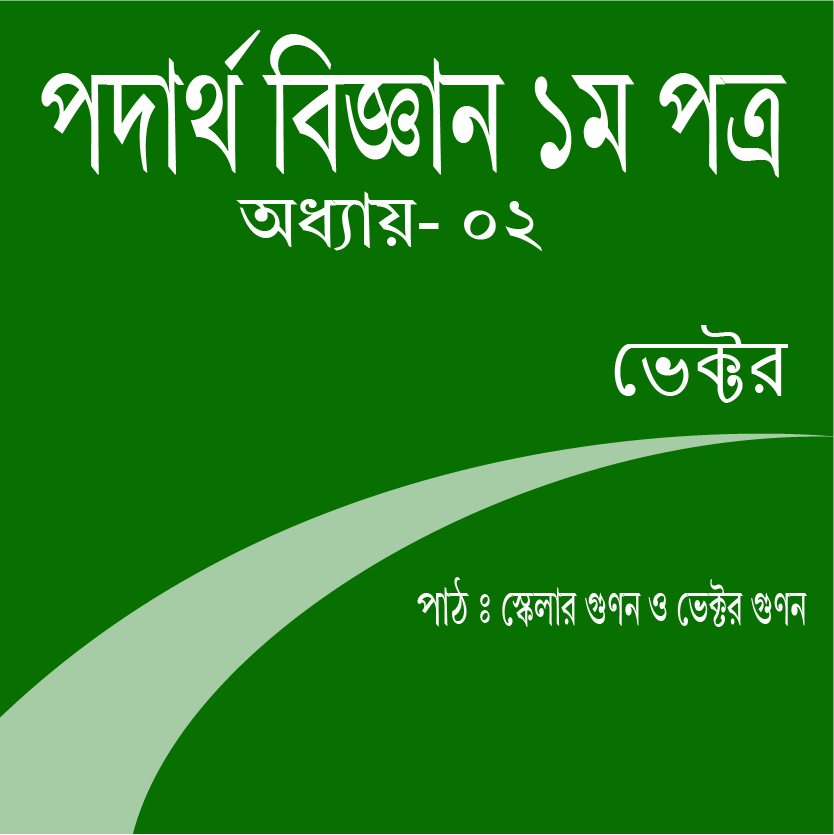 পদার্থ বিজ্ঞান ১ম পত্র
অধ্যায়- ০২
ভেক্টর
পাঠ ঃ স্কেলার গুণন ও ভেক্টর গুণন